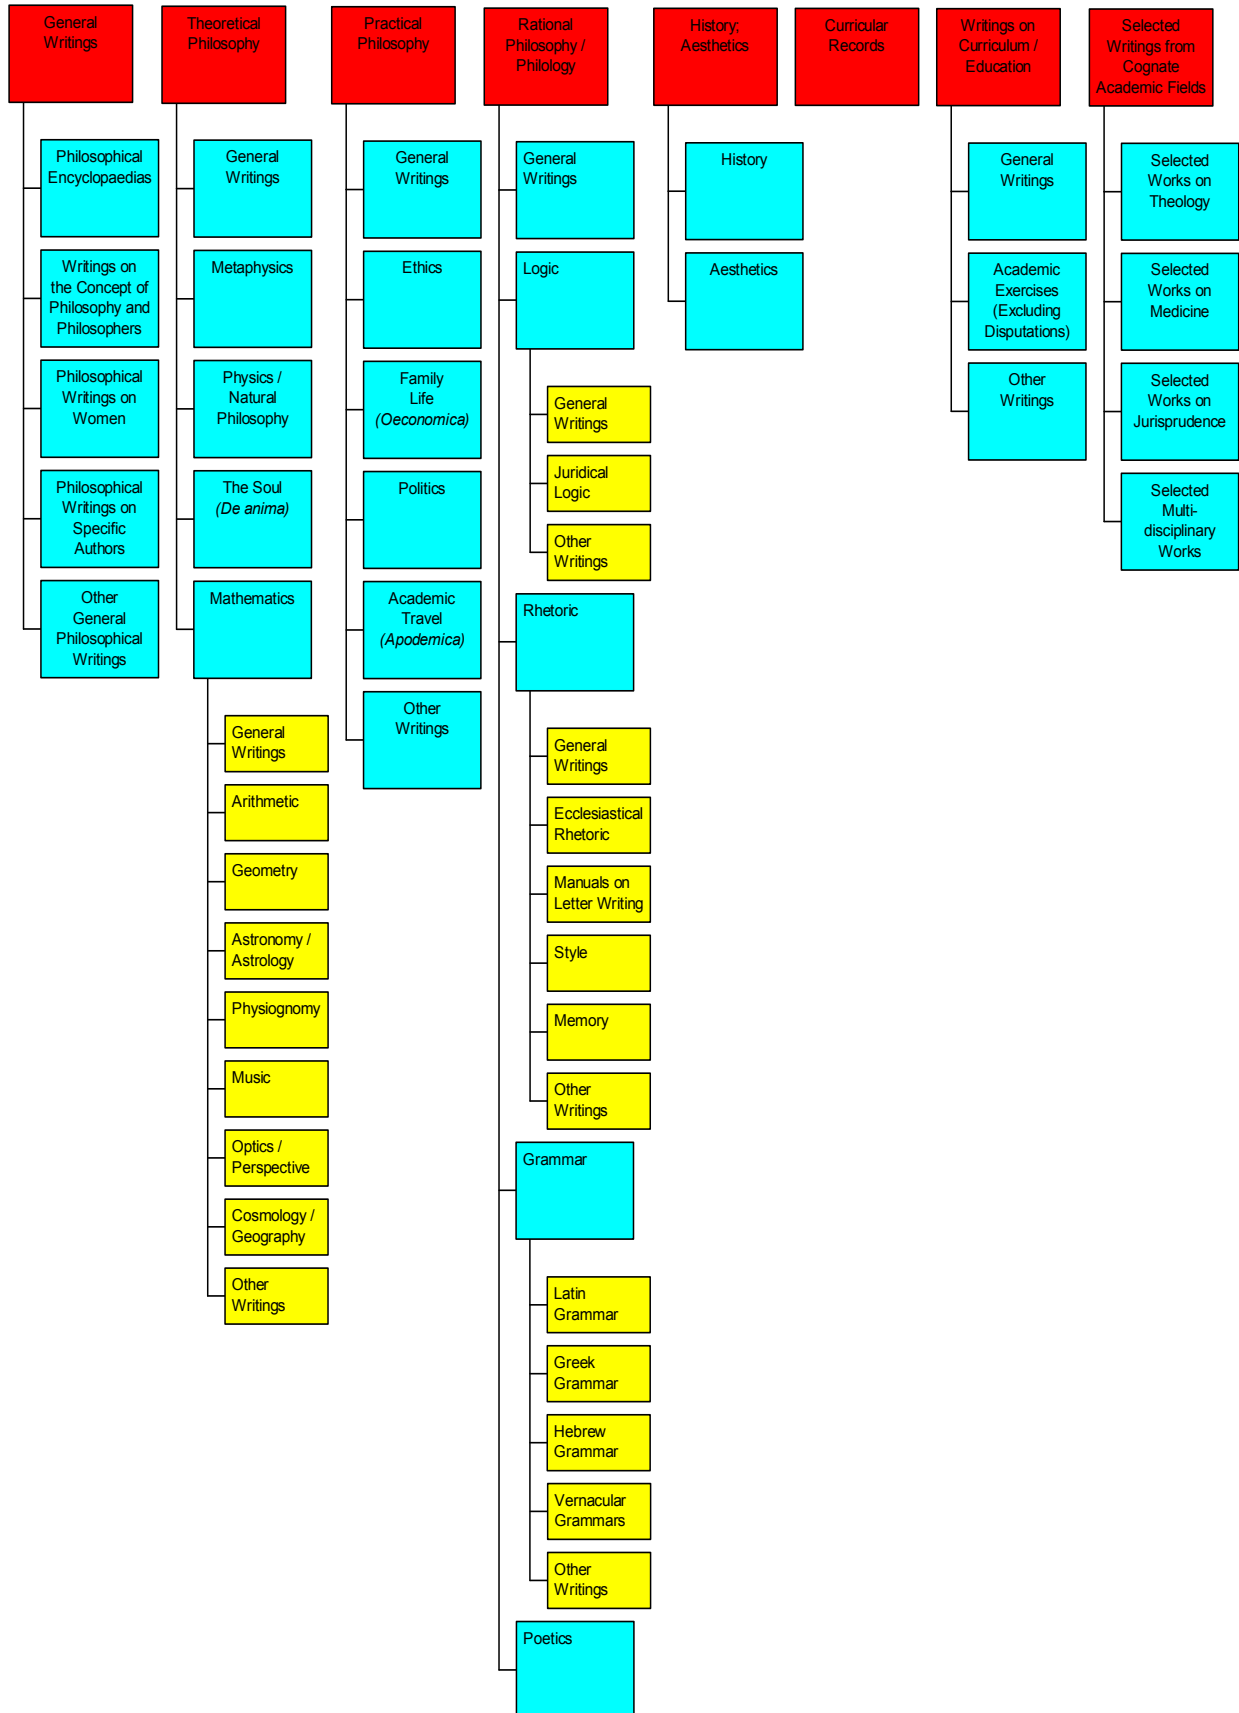 General
Writings
Philosophical
Encyclopaedias
Writings on
the Concept of
Philosophy and
Philosophers
Philosophical
Writings on
Women
Philosophical
Writings on
Specific
Authors
Other
General
Philosophical
Writings
Theoretical
Philosophy
General
Writings
Metaphysics
Physics /
Natural
Philosophy
The Soul
(De anima)
Mathematics
General
Writings
Arithmetic
Geometry
Astronomy /
Astrology
Physiognomy
Music
Optics /
Perspective
Cosmology /
Geography
Other
Writings
Practical
Philosophy
General
Writings
Ethics
Family
Life
(Oeconomica)
Politics
Academic
Travel
(Apodemica)
Other
Writings
Rational
Philosophy /
Philology
General
Writings
Logic
General
Writings
Juridical
Logic
Other
Writings
Rhetoric
General
Writings
Ecclesiastical
Rhetoric
Manuals on
Letter Writing
Style
Memory
Other
Writings
Grammar
Latin
Grammar
Greek
Grammar
Hebrew
Grammar
Vernacular
Grammars
Other
Writings
Poetics
History;
Aesthetics
History
Aesthetics
Curricular
Records
Writings on
Curriculum /
Education
General
Writings
Academic
Exercises
(Excluding
Disputations)
Other
Writings
Selected
Writings from
Cognate
Academic Fields
Selected
Works on
Theology
Selected
Works on
Medicine
Selected
Works on
Jurisprudence
Selected
Multi-
disciplinary
Works